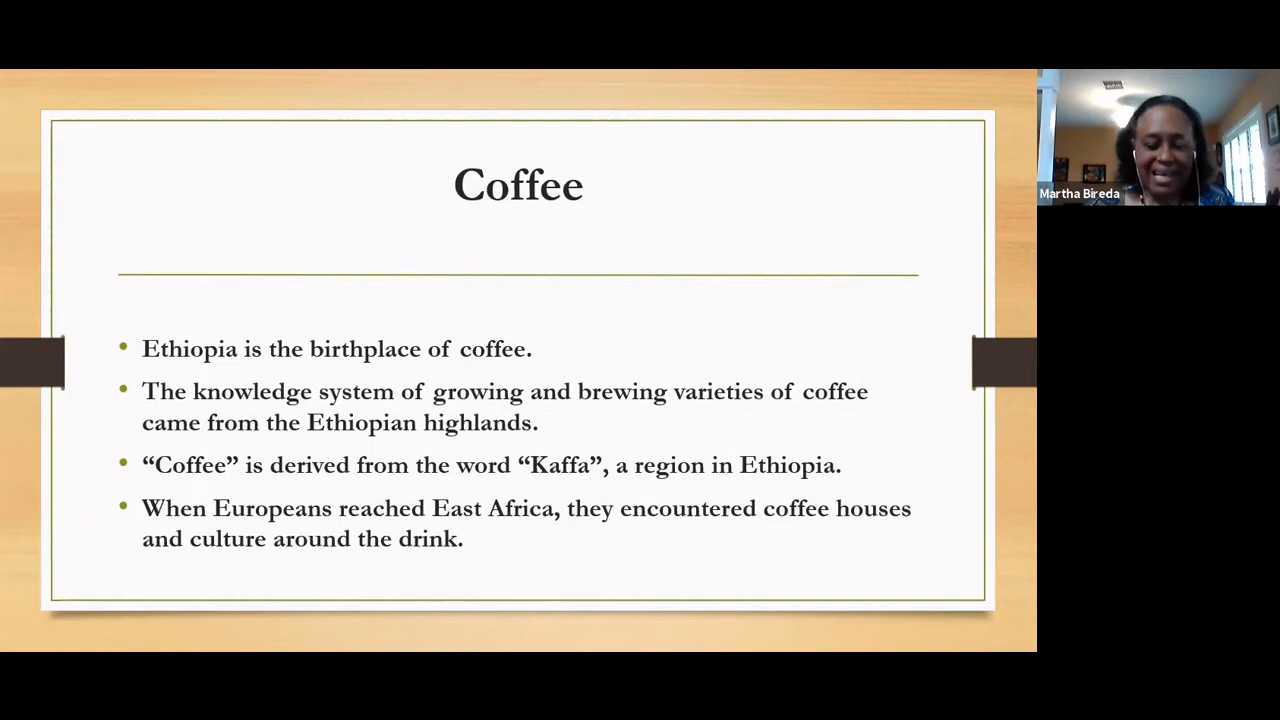 Coffee
• Ethiopia is the birthplace of coffee.
• The knowledge system of growing and brewing varieties of coffee
came from the Ethiopian highlands.
• “Coffee” is derived from the word “Kaffa”, a region in Ethiopia.
• When Europeans reached East Africa, they encountered coffee houses
and culture around the drink.
Martha Bireda